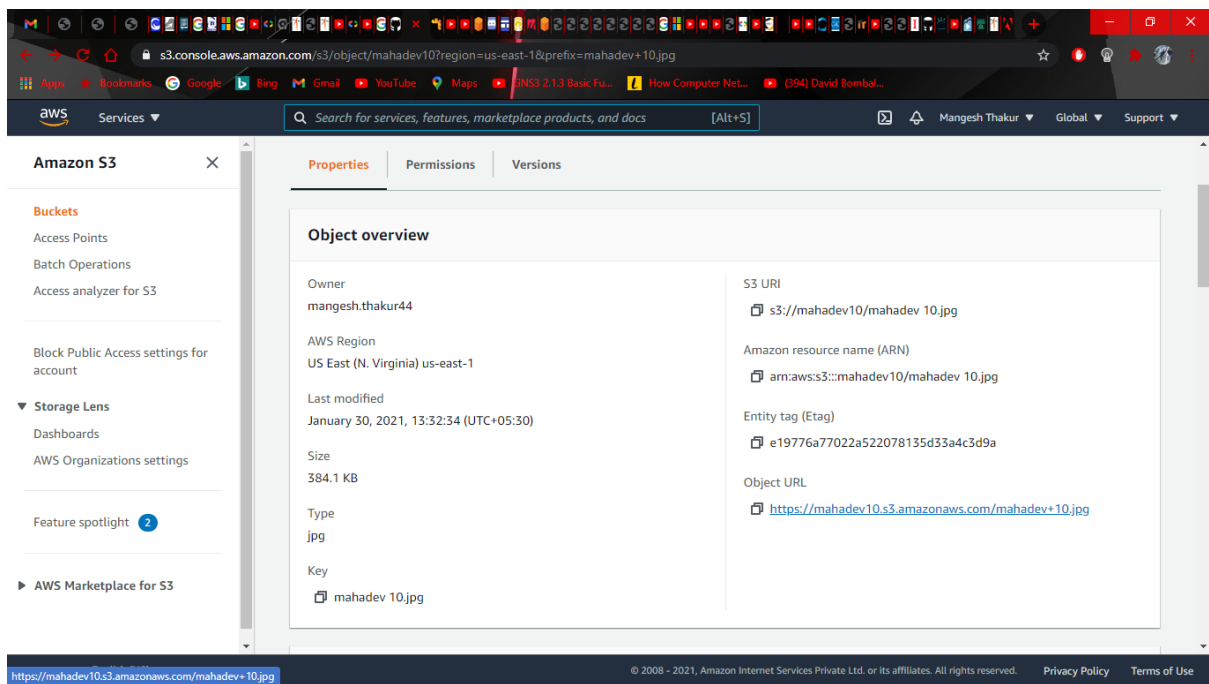 s3.console.aws.amazon.com/s3/object/mahadev10?region=us-east-1&prefix=mahadev+10.jpg
Apps Bookmarks Google Bing Gmail YouTube Maps GNS3 2.1.3 Basic Fu... How Computer Net... (394) David Bombal...
aws Services ▼ Search for services, features, marketplace products, and docs [Alt+S] Mangesh Thakur ▼ Global ▼ Support ▼
Amazon S3
Buckets
Access Points
Batch Operations
Access analyzer for S3
Block Public Access settings for
account
Storage Lens
Dashboards
AWS Organizations settings
Feature spotlight 2
AWS Marketplace for S3
Properties Permissions Versions
Object overview
Owner
mangesh.thakur44
AWS Region
US East (N. Virginia) us-east-1
Last modified
January 30, 2021, 13:32:34 (UTC+05:30)
Size
384.1 KB
Type
jpg
Key
mahadev 10.jpg
S3 URI
s3://mahadev10/mahadev 10.jpg
Amazon resource name (ARN)
arn:aws:s3:::mahadev10/mahadev 10.jpg
Entity tag (Etag)
e19776a77022a522078135d33a4c3d9a
Object URL
https://mahadev10.s3.amazonaws.com/mahadev+10.jpg
https://mahadev10.s3.amazonaws.com/mahadev+10.jpg
© 2008 - 2021, Amazon Internet Services Private Ltd. or its affiliates. All rights reserved. Privacy Policy Terms of Use